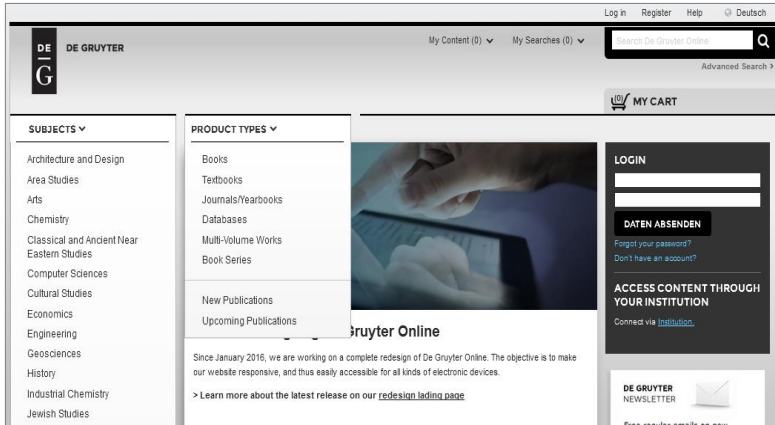 Log in Register Help Deutsch
DE
G
DE GRUYTER
My Content (0) My Searches (0)
Search De Gruyter Online
Advanced Search >
(0) MY CART
SUBJECTS
Architecture and Design
Area Studies
Arts
Chemistry
Classical and Ancient Near
Eastern Studies
Computer Sciences
Cultural Studies
Economics
Engineering
Geosciences
History
Industrial Chemistry
Jewish Studies
PRODUCT TYPES
Books
Textbooks
Journals/Yearbooks
Databases
Multi-Volume Works
Book Series
New Publications
Upcoming Publications
Gruyter Online
Since January 2016, we are working on a complete redesign of De Gruyter Online. The objective is to make
our website responsive, and thus easily accessible for all kinds of electronic devices.
> Learn more about the latest release on our redesign lading page
LOGIN
DATEN ABSENDEN
Forgot your password?
Don't have an account?
ACCESS CONTENT THROUGH
YOUR INSTITUTION
Connect via Institution.
DE GRUYTER
NEWSLETTER
Free regular emails on new